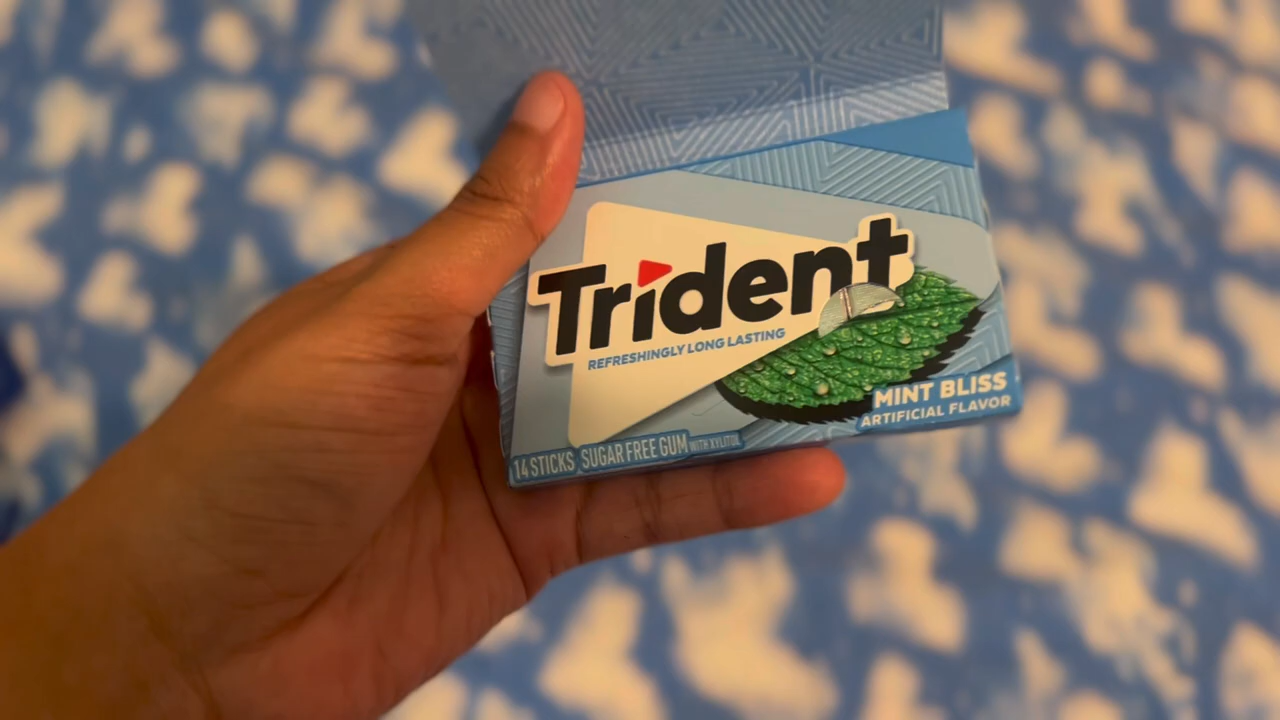 Trident
REFRESHINGLY LONG LASTING
MINT BLISS
ARTIFICIAL FLAVOR
14 STICKS SUGAR FREE GUM WITH XYLITOL